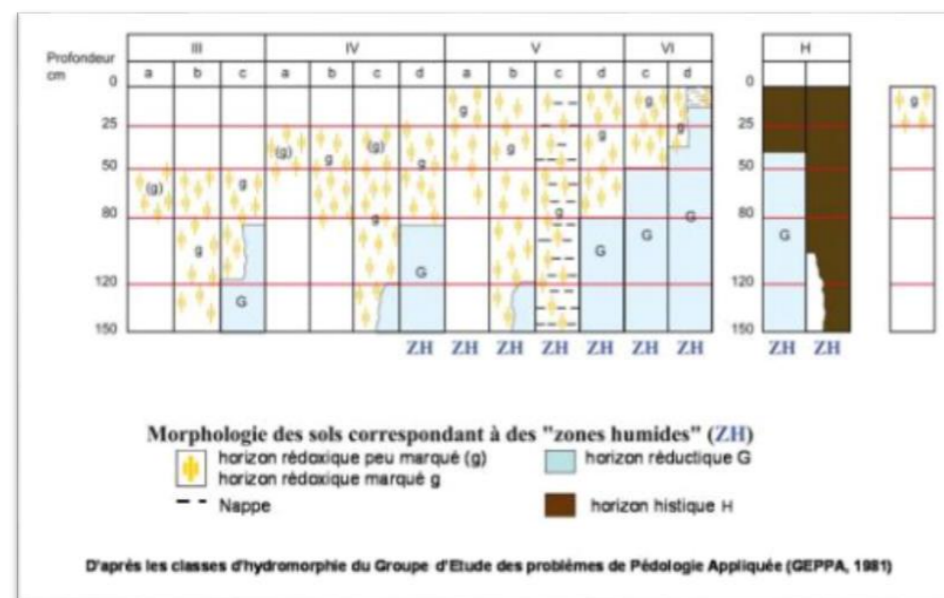 III IV V VI H
Profondeur
cm
a b c a b c d a b c d c d
0 0
g g g
25 25
(g) g (g) g g g g
50 50
(g) g
80 g g G 80
g G G G G
120 120
G
150 150
ZH ZH ZH ZH ZH ZH ZH ZH ZH
Morphologie des sols correspondant à des "zones humides" (ZH)
horizon rédoxique peu marqué (g) horizon réductique G
horizon rédoxique marqué g
Nappe horizon histique H
D'après les classes d'hydromorphie du Groupe d'Etude des problèmes de Pédologie Appliquée (GEPPA, 1981)